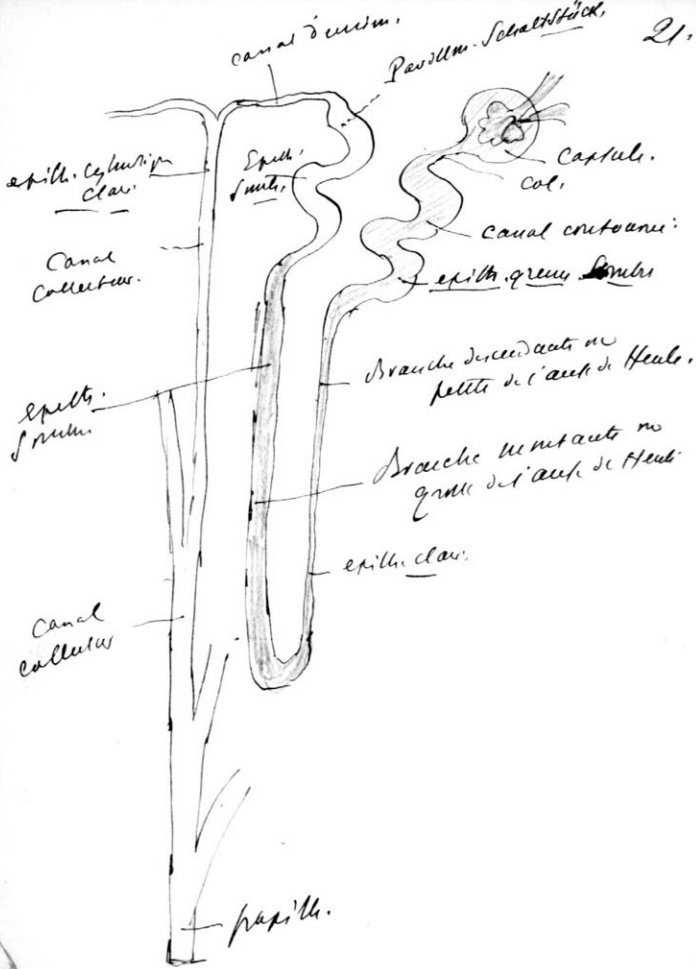 21.
canal d'union.
Pavillon-Schaltstück.
epith. cylindriq
clair.
Epith.
sombre.
Capsule.
col.
canal contourné:
epith. grenu sombre
Canal
collecteur.
Branche descendante ou
petite de l'anse de Henle.
epith.
sombre.
Branche montante ou
grosse de l'anse de Henle
epith. clair.
Canal
collecteur
papille.